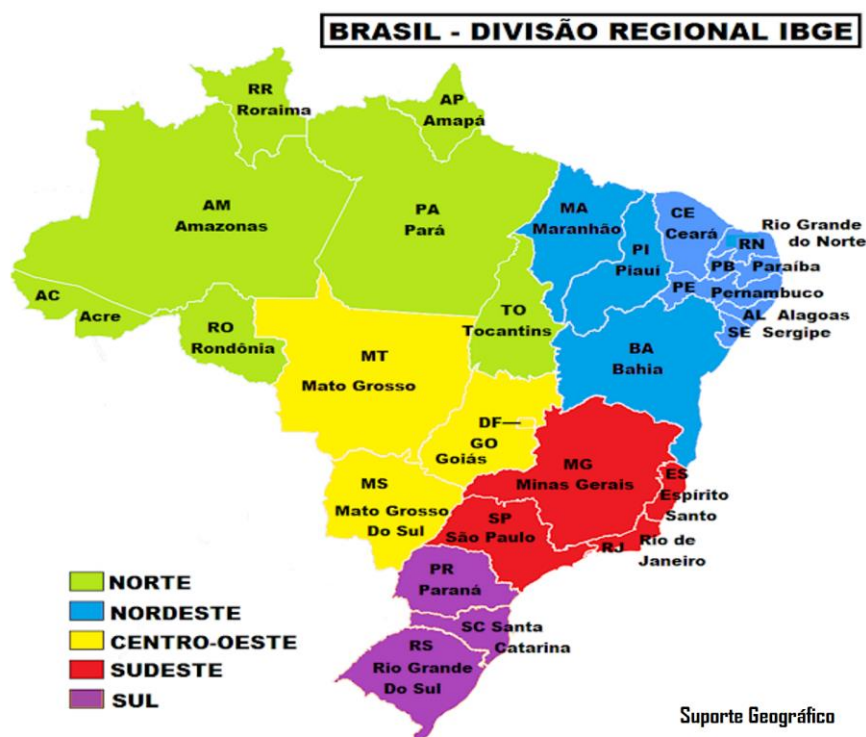 BRASIL - DIVISÃO REGIONAL IBGE
RR
Roraima
AP
Amapá
AM
Amazonas
PA
Pará
MA
Maranhão
CE
Ceará
Rio Grande
do Norte
RN
PI
Piaui
PB Paraíba
PE Pernambuco
AC
Acre
AL Alagoas
SE Sergipe
RO
Rondônia
TO
Tocantins
MT
Mato Grosso
BA
Bahia
DF
GO
Goiás
MG
Minas Gerais
ES
Espírito
Santo
MS
Mato Grosso
Do Sul
SP
São Paulo
RJ
Rio de
Janeiro
PR
Paraná
SC Santa
Catarina
RS
Rio Grande
Do Sul
NORTE
NORDESTE
CENTRO-OESTE
SUDESTE
SUL
Suporte Geográfico